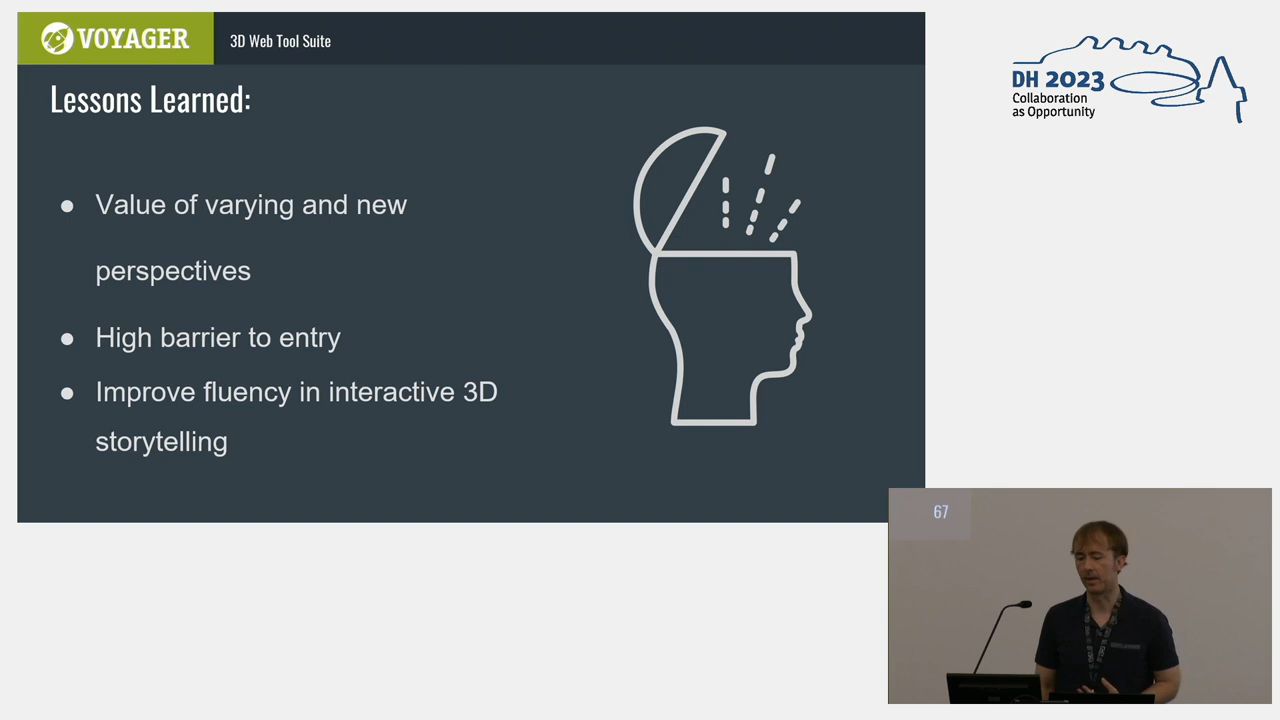 VOYAGER
3D Web Tool Suite
Lessons Learned:
● Value of varying and new
perspectives
● High barrier to entry
● Improve fluency in interactive 3D
storytelling
DH 2023
Collaboration
as Opportunity
67